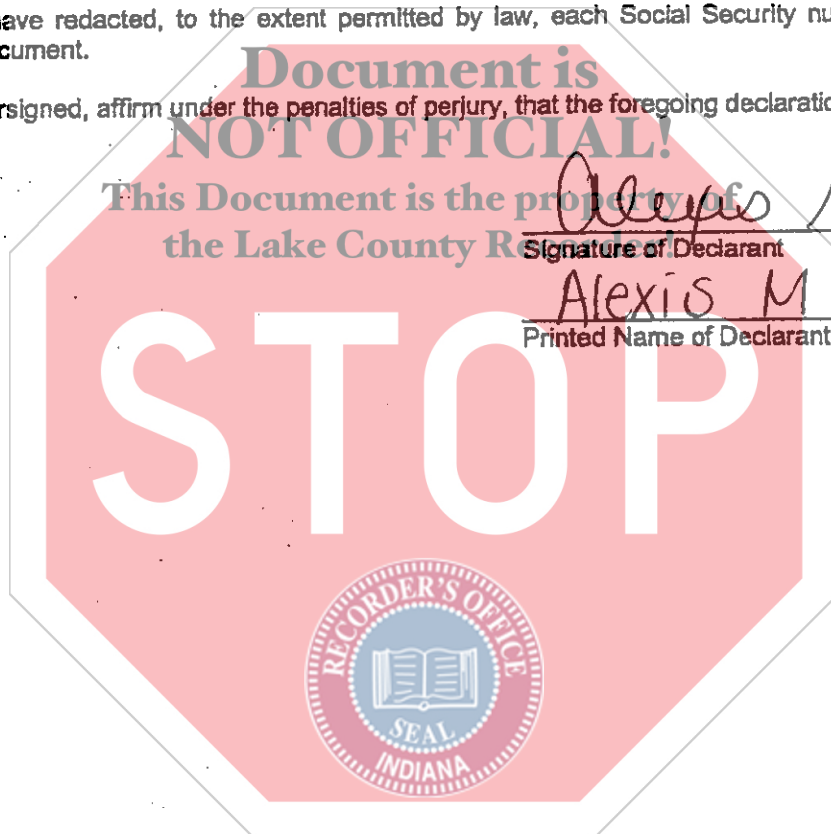 ave redacted, to the extent permitted by law, each Social Security nu
cument.
Document is
rsigned, affirm under the penalties of perjury, that the foregoing declaratio
NOT OFFICIAL!
This Document is the property of
Alexis
the Lake County Recorder!
Signature of Declarant
Alexis M
Printed Name of Declarant
STOP
RECORDER'S OFFICE
SEAL
INDIANA